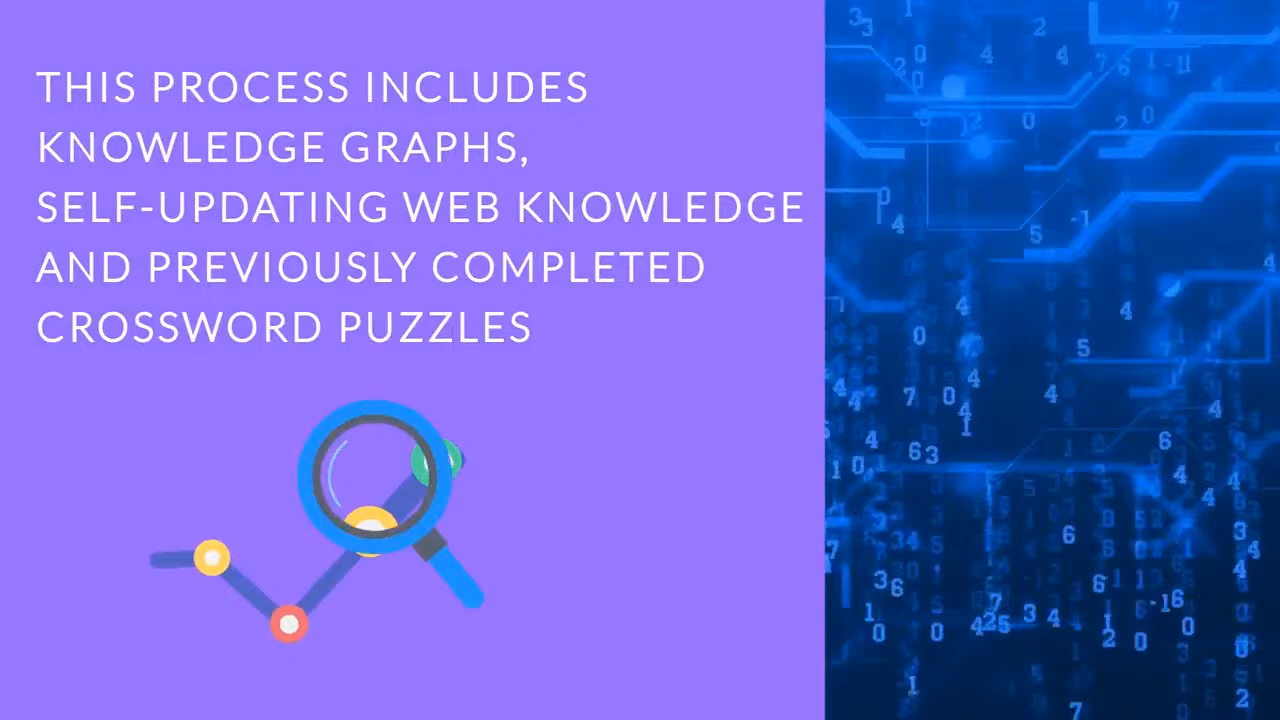 THIS PROCESS INCLUDES
KNOWLEDGE GRAPHS,
SELF-UPDATING WEB KNOWLEDGE
AND PREVIOUSLY COMPLETED
CROSSWORD PUZZLES